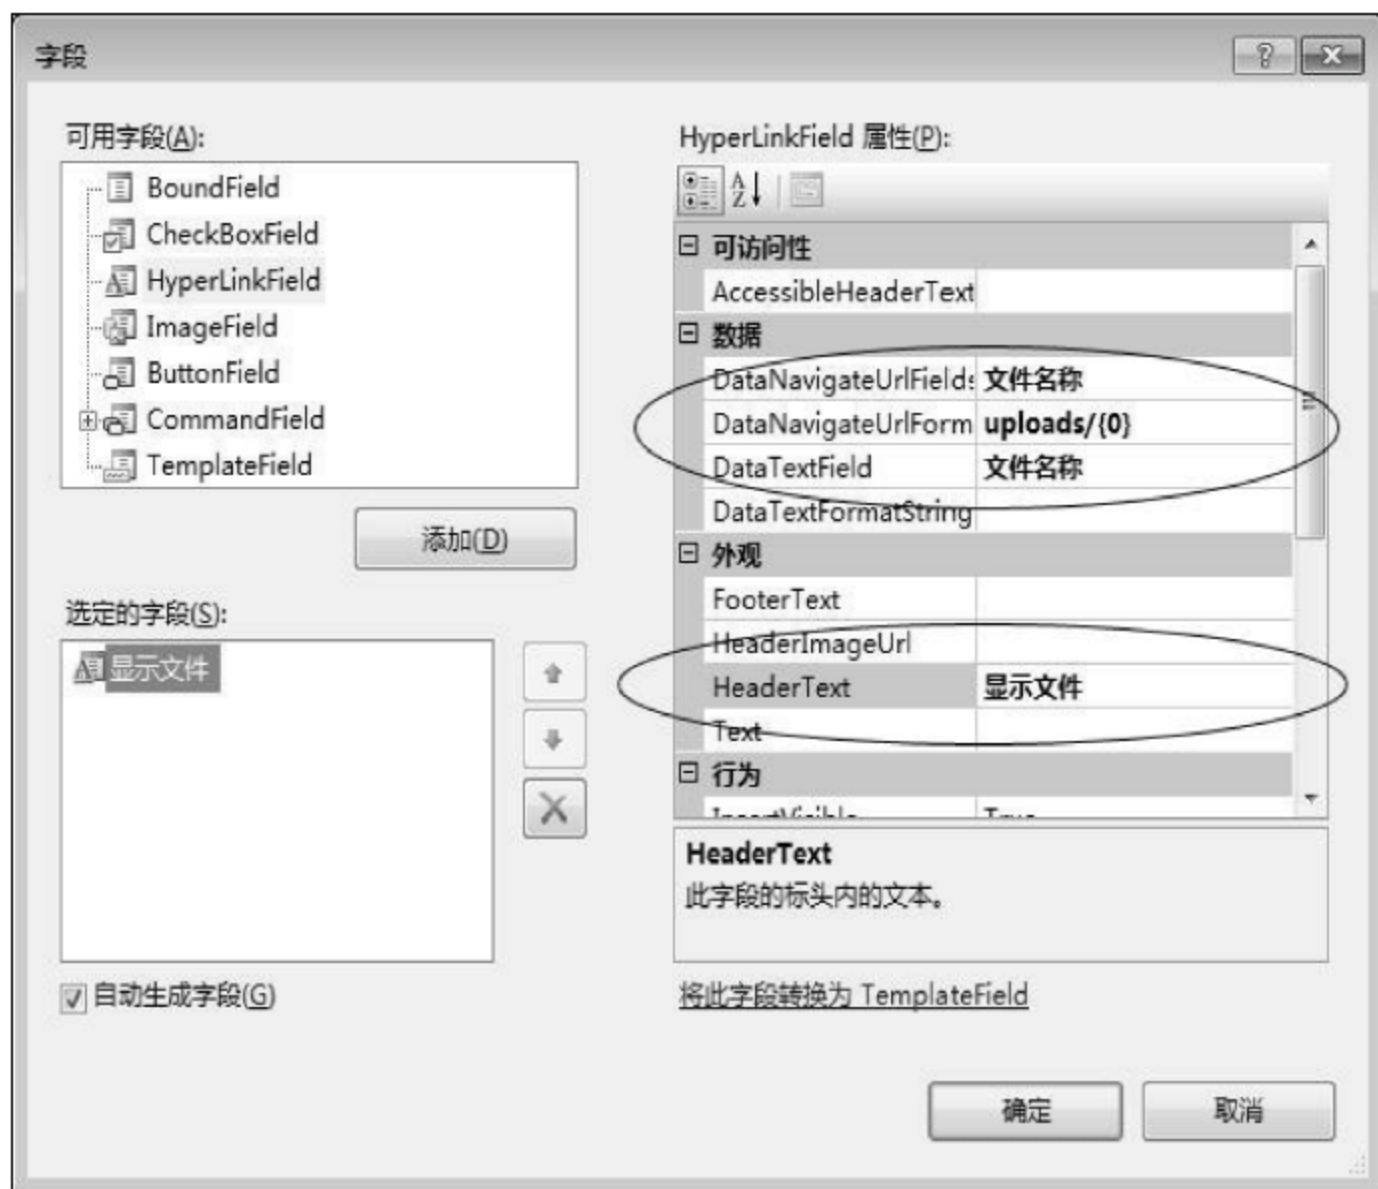 字段
可用字段(A):
BoundField
CheckBoxField
HyperLinkField
ImageField
ButtonField
CommandField
TemplateField
添加(D)
选定的字段(S):
显示文件
自动生成字段(G)
HyperLinkField 属性(P):
可访问性
AccessibleHeaderText
数据
DataNavigateUrlFields 文件名称
DataNavigateUrlForm uploads/{0}
DataTextField 文件名称
DataTextFormatString
外观
FooterText
HeaderImageUrl
HeaderText 显示文件
Text
行为
InsertVisible True
HeaderText
此字段的标头内的文本。
将此字段转换为 TemplateField
确定 取消